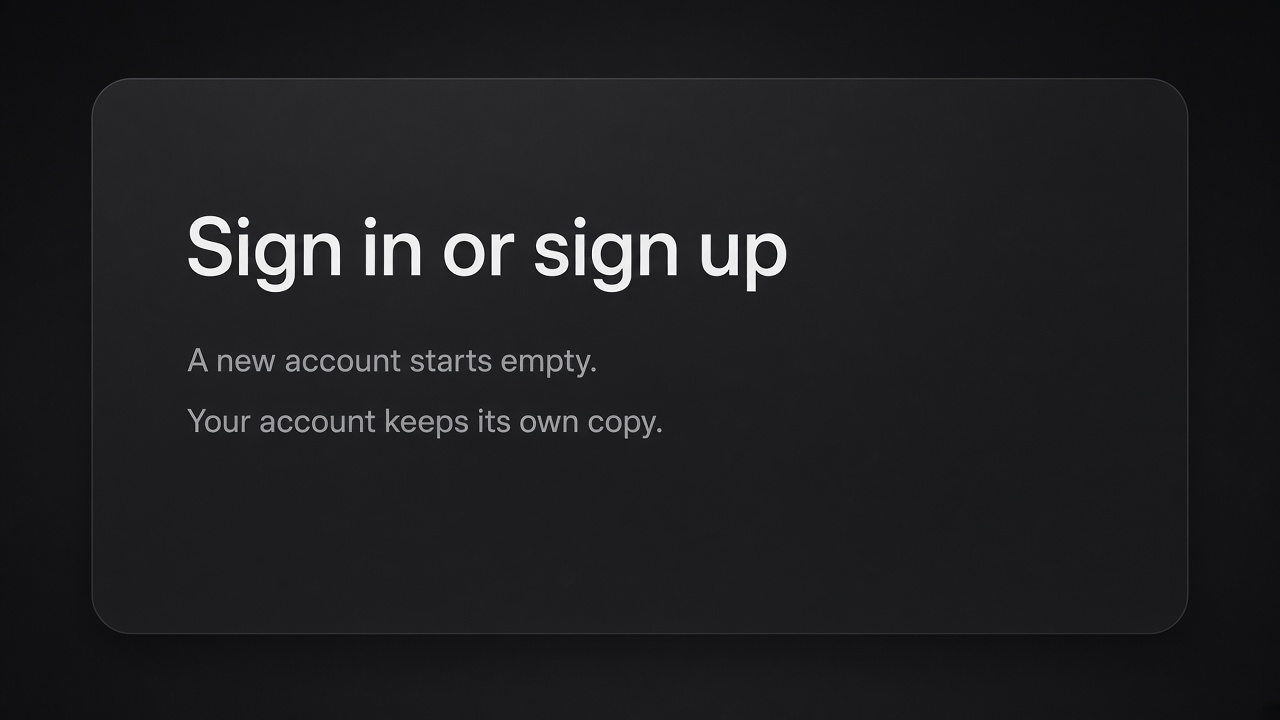 Sign in or sign up
A new account starts empty.
Your account keeps its own copy.